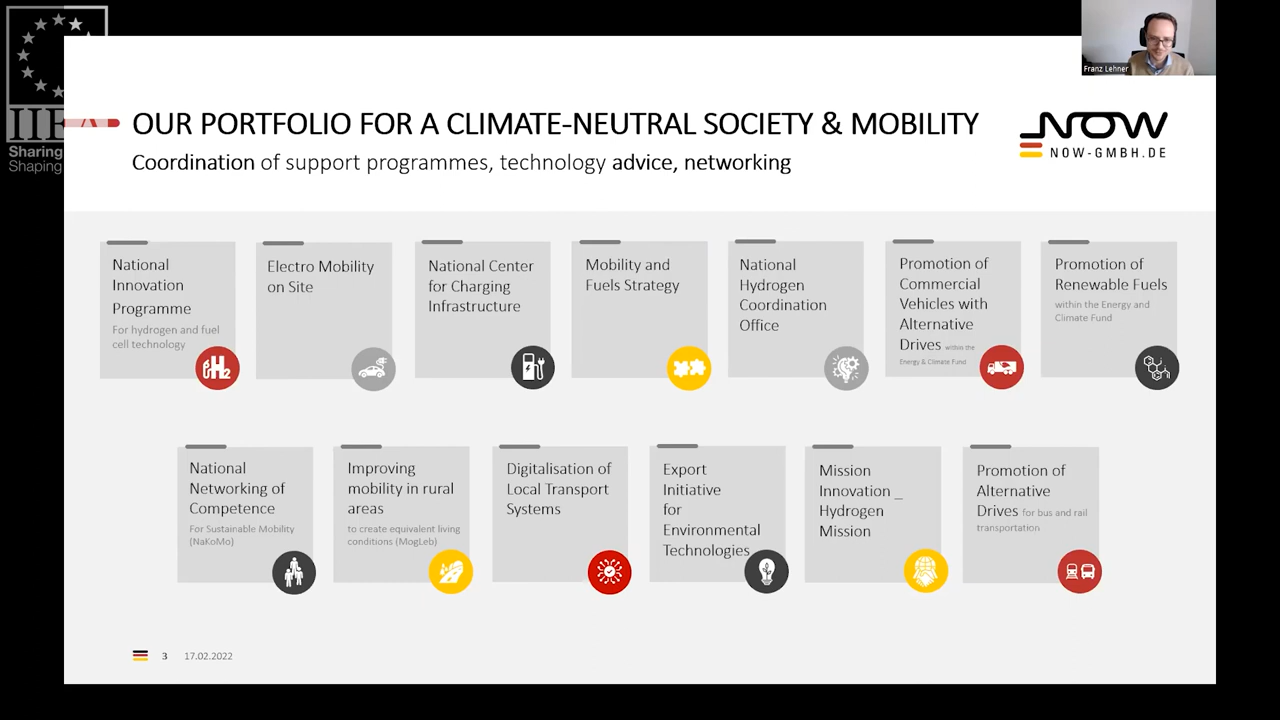 IIEA
Sharing
Shaping
Franz Lehner
OUR PORTFOLIO FOR A CLIMATE-NEUTRAL SOCIETY & MOBILITY
Coordination of support programmes, technology advice, networking
NOW
NOW-GMBH.DE
National
Innovation
Programme
For hydrogen and fuel
cell technology
eH2
Electro Mobility
on Site
National Center
for Charging
Infrastructure
Mobility and
Fuels Strategy
National
Hydrogen
Coordination
Office
Promotion of
Commercial
Vehicles with
Alternative
Drives within the
Energy & Climate Fund
Promotion of
Renewable Fuels
within the Energy and
Climate Fund
National
Networking of
Competence
For Sustainable Mobility
(NaKoMo)
Improving
mobility in rural
areas
to create equivalent living
conditions (MogLeb)
Digitalisation of
Local Transport
Systems
Export
Initiative
for
Environmental
Technologies
Mission
Innovation _
Hydrogen
Mission
Promotion of
Alternative
Drives for bus and rail
transportation
3 17.02.2022